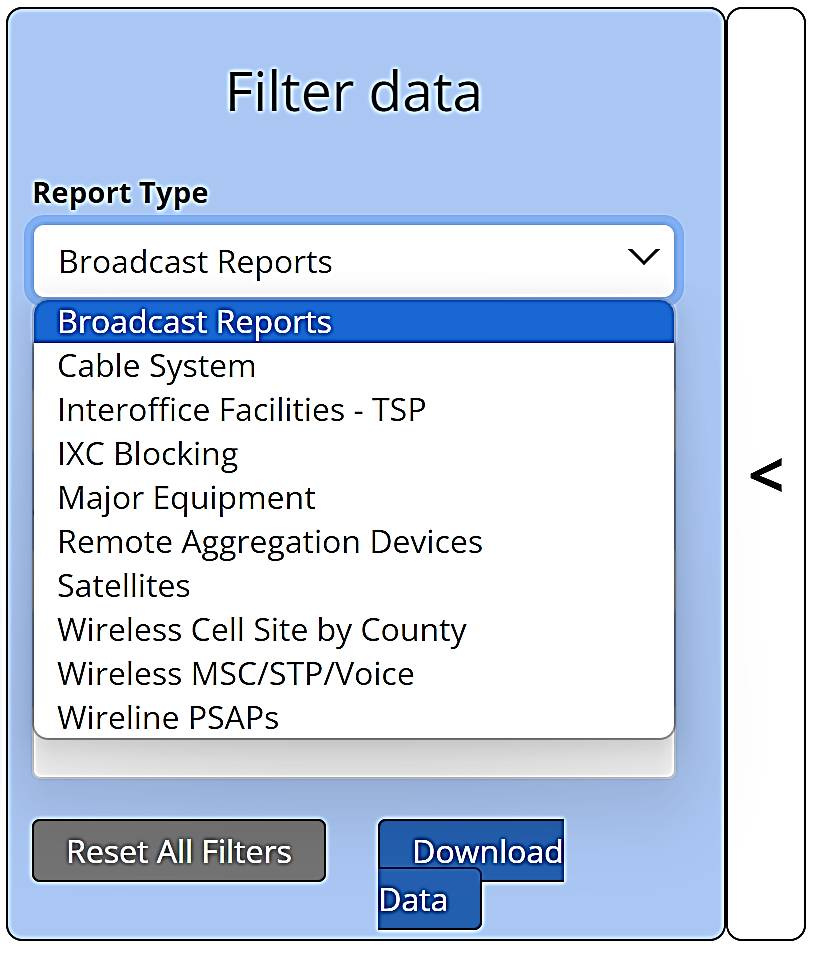 Filter data
Report Type
Broadcast Reports
Broadcast Reports
Cable System
Interoffice Facilities - TSP
IXC Blocking
Major Equipment
Remote Aggregation Devices
Satellites
Wireless Cell Site by County
Wireless MSC/STP/Voice
Wireline PSAPs
<
Reset All Filters
Download
Data